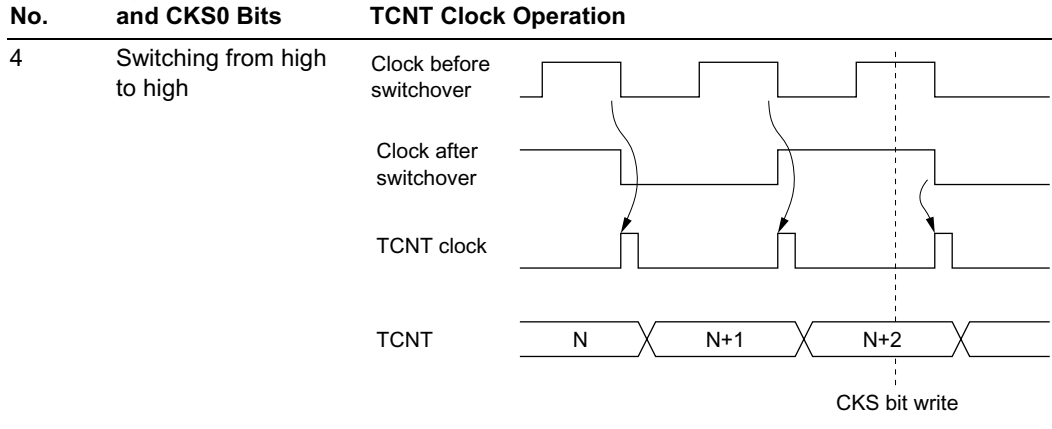 No. and CKS0 Bits TCNT Clock Operation
4 Switching from high
to high
Clock before
switchover
Clock after
switchover
TCNT clock
TCNT N N+1 N+2
CKS bit write